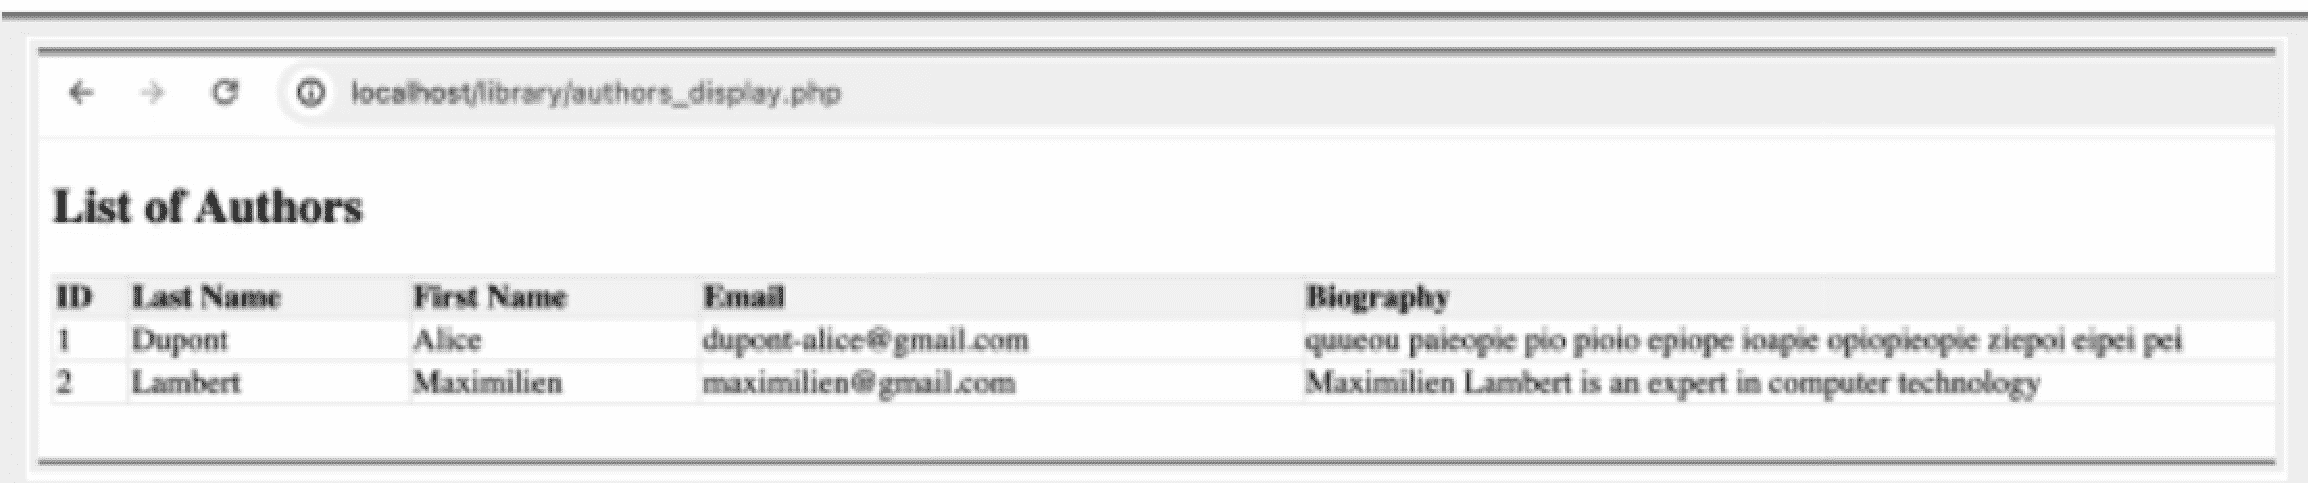 localhost/library/authors_display.php
List of Authors
ID Last Name First Name Email Biography
1 Dupont Alice dupont-alice@gmail.com quueou paieopie pio pioio epiope ioapie opiopieopie ziepoi eipei pei
2 Lambert Maximilien maximilien@gmail.com Maximilien Lambert is an expert in computer technology